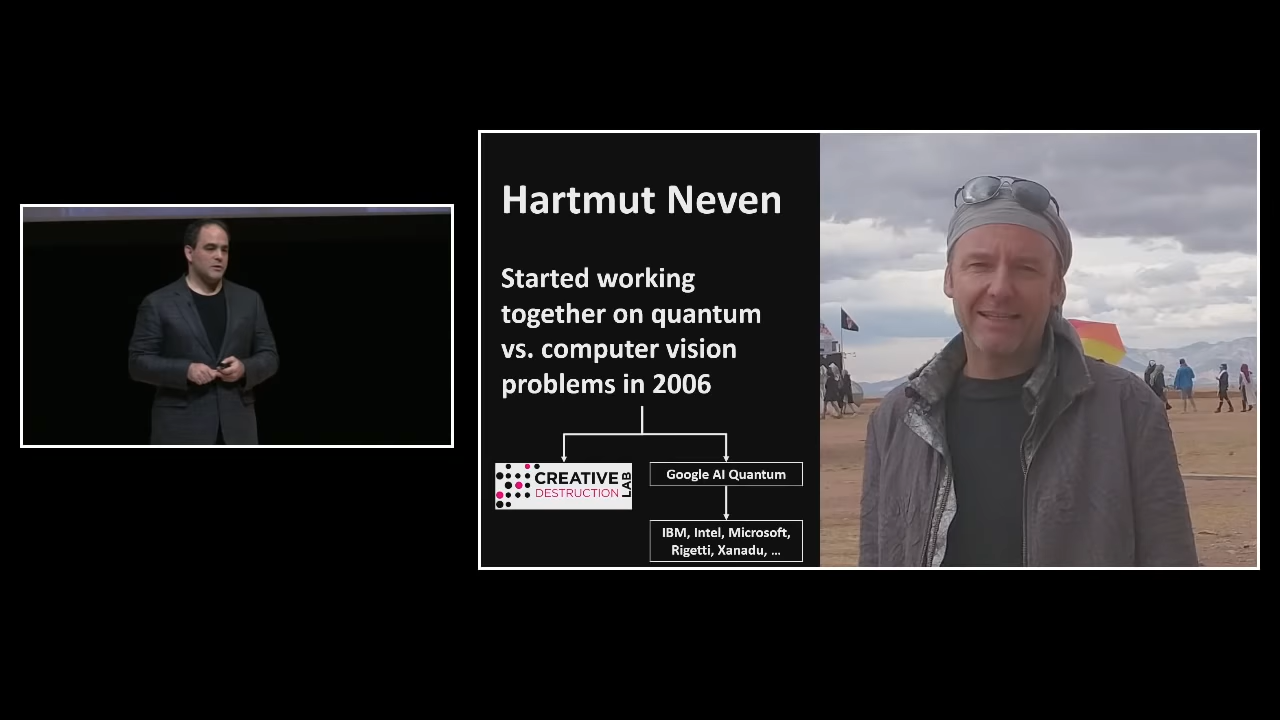 Hartmut Neven
Started working
together on quantum
vs. computer vision
problems in 2006
CREATIVE
DESTRUCTION
LAB
Google AI Quantum
IBM, Intel, Microsoft,
Rigetti, Xanadu, ...